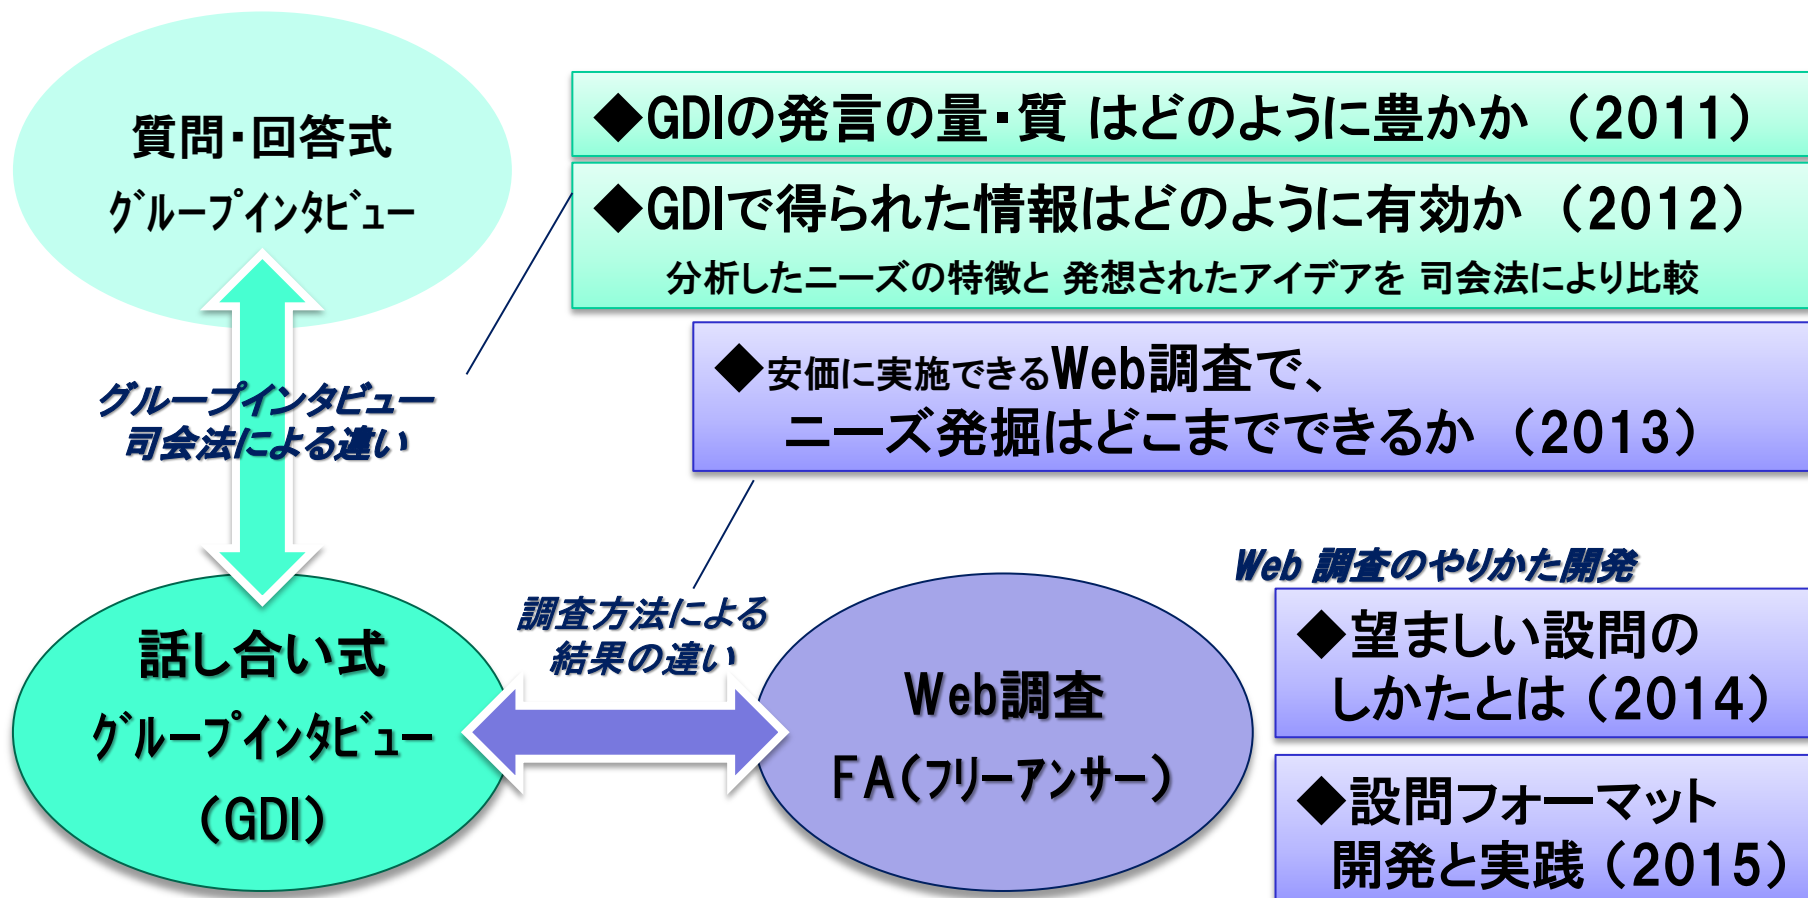 質問・回答式
ｸﾞﾙｰﾌﾟｲﾝﾀﾋﾞｭｰ
◆GDIの発言の量・質 はどのように豊かか （2011）
◆GDIで得られた情報はどのように有効か （2012）
分析したニーズの特徴と 発想されたアイデアを 司会法により比較
◆安価に実施できるWeb調査で、
ニーズ発掘はどこまでできるか （2013）
グループインタビュー
司会法による違い
話し合い式
ｸﾞﾙｰﾌﾟｲﾝﾀﾋﾞｭｰ
（GDI）
調査方法による
結果の違い
Web調査
ＦＡ（ﾌﾘｰｱﾝｻｰ）
Web 調査のやりかた開発
◆望ましい設問の
しかたとは（2014）
◆設問フォーマット
開発と実践（2015）